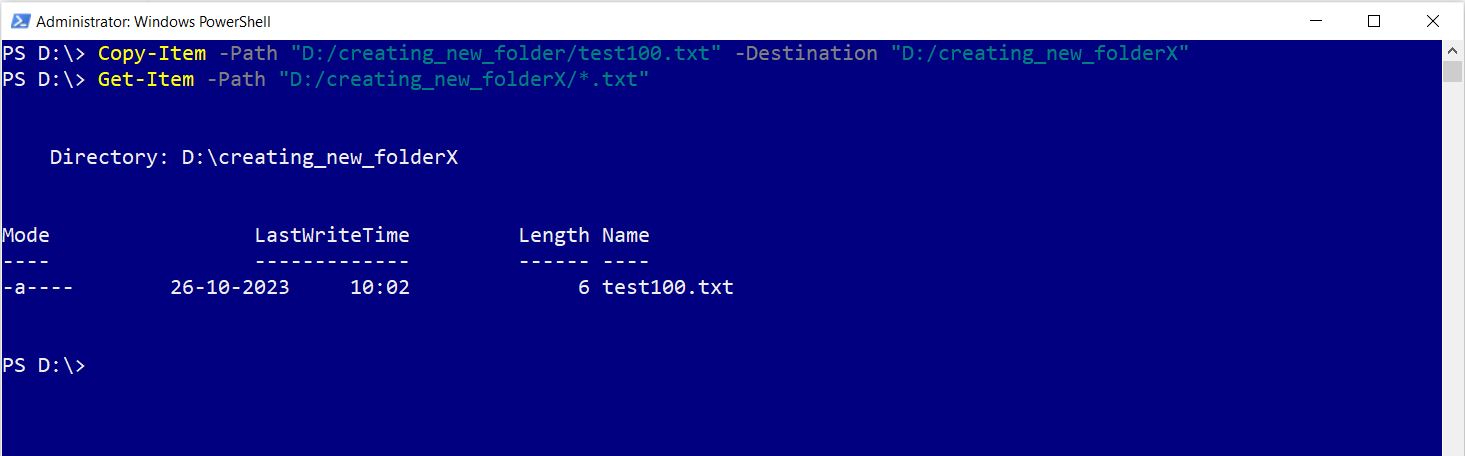 Administrator: Windows PowerShell
PS D:\> Copy-Item -Path "D:/creating_new_folder/test100.txt" -Destination "D:/creating_new_folderX"
PS D:\> Get-Item -Path "D:/creating_new_folderX/*.txt"
Directory: D:\creating_new_folderX
Mode                 LastWriteTime         Length Name
----                 -------------         ------ ----
-a----        26-10-2023     10:02              6 test100.txt
PS D:\>